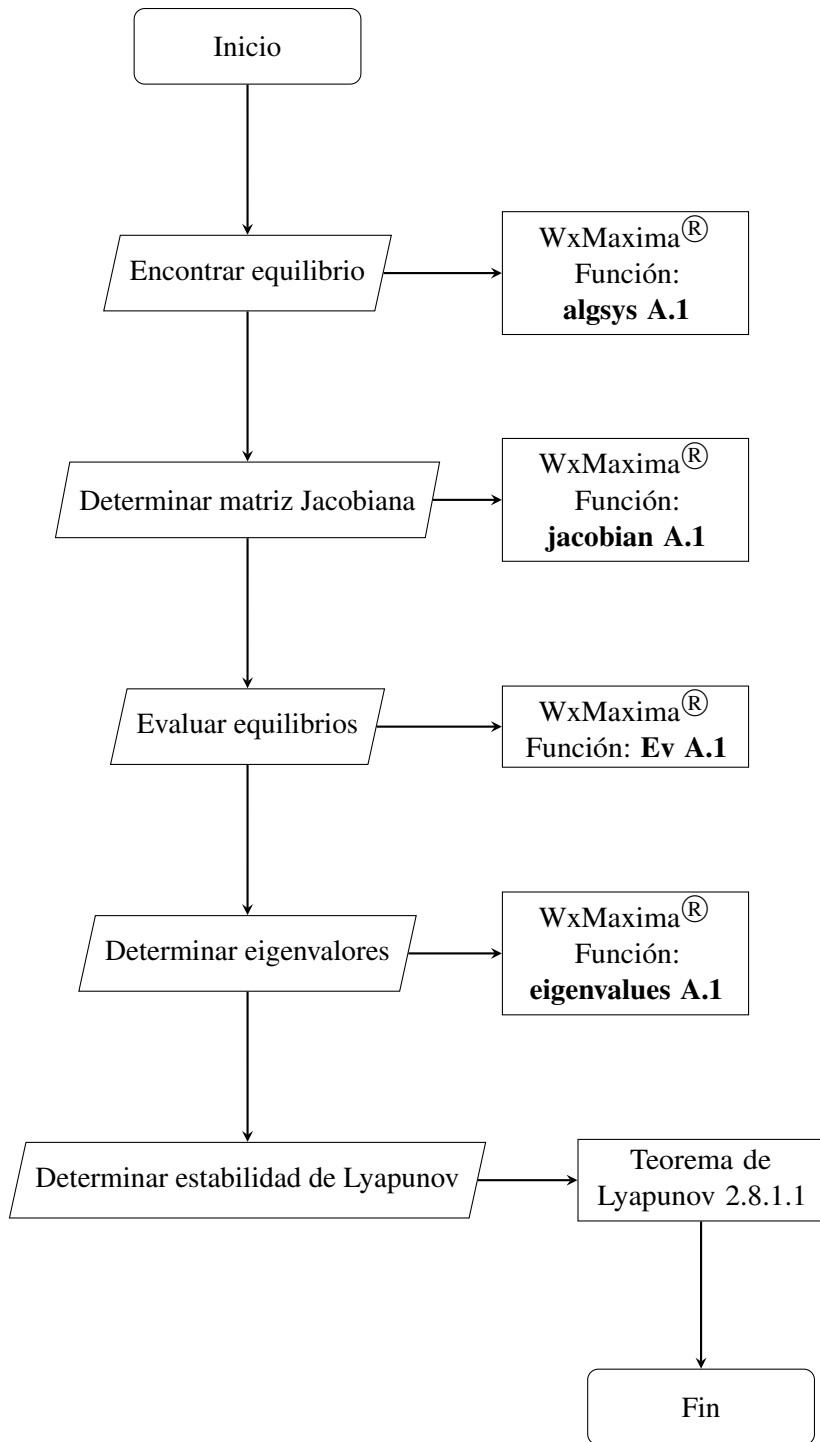 Inicio
Encontrar equilibrio
WxMaxima®
Función:
algsys A.1
Determinar matriz Jacobiana
WxMaxima®
Función:
jacobian A.1
Evaluar equilibrios
WxMaxima®
Función: Ev A.1
Determinar eigenvalores
WxMaxima®
Función:
eigenvalues A.1
Determinar estabilidad de Lyapunov
Teorema de
Lyapunov 2.8.1.1
Fin